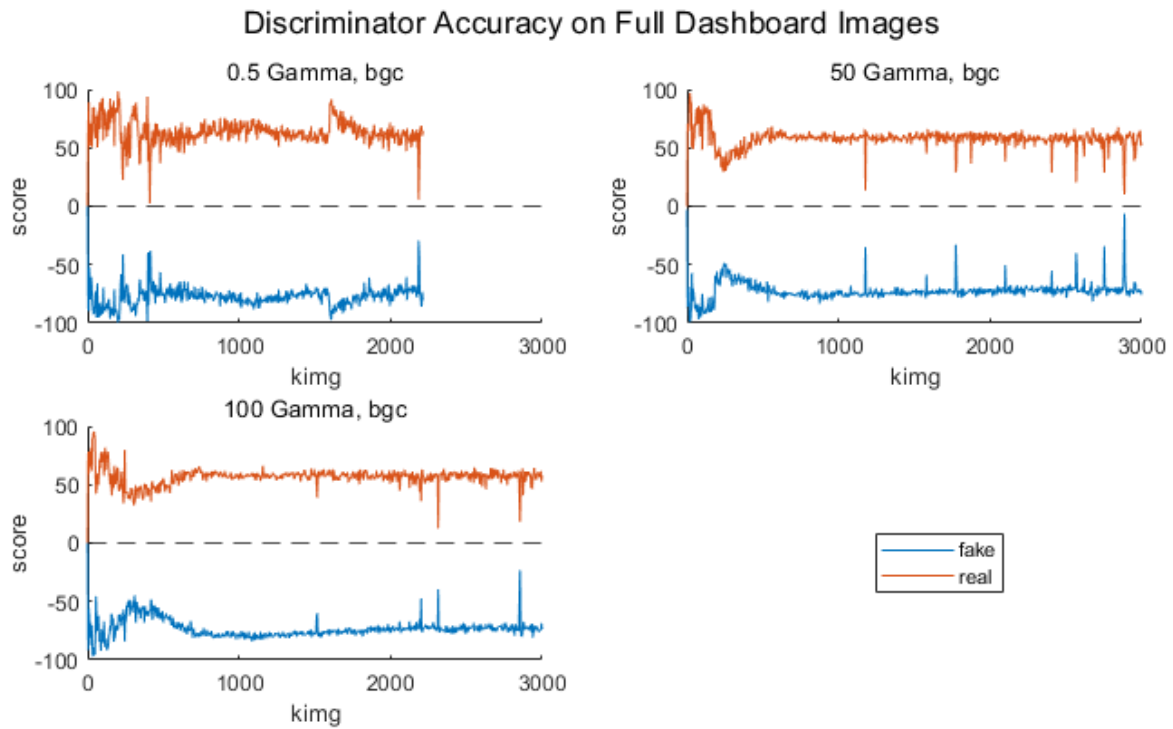 Discriminator Accuracy on Full Dashboard Images
0.5 Gamma, bgc
100
50
0
-50
-100
score
0
1000
2000
3000
kimg
50 Gamma, bgc
100
50
0
-50
-100
score
0
1000
2000
3000
kimg
100 Gamma, bgc
100
50
0
-50
-100
score
0
1000
2000
3000
kimg
fake
real